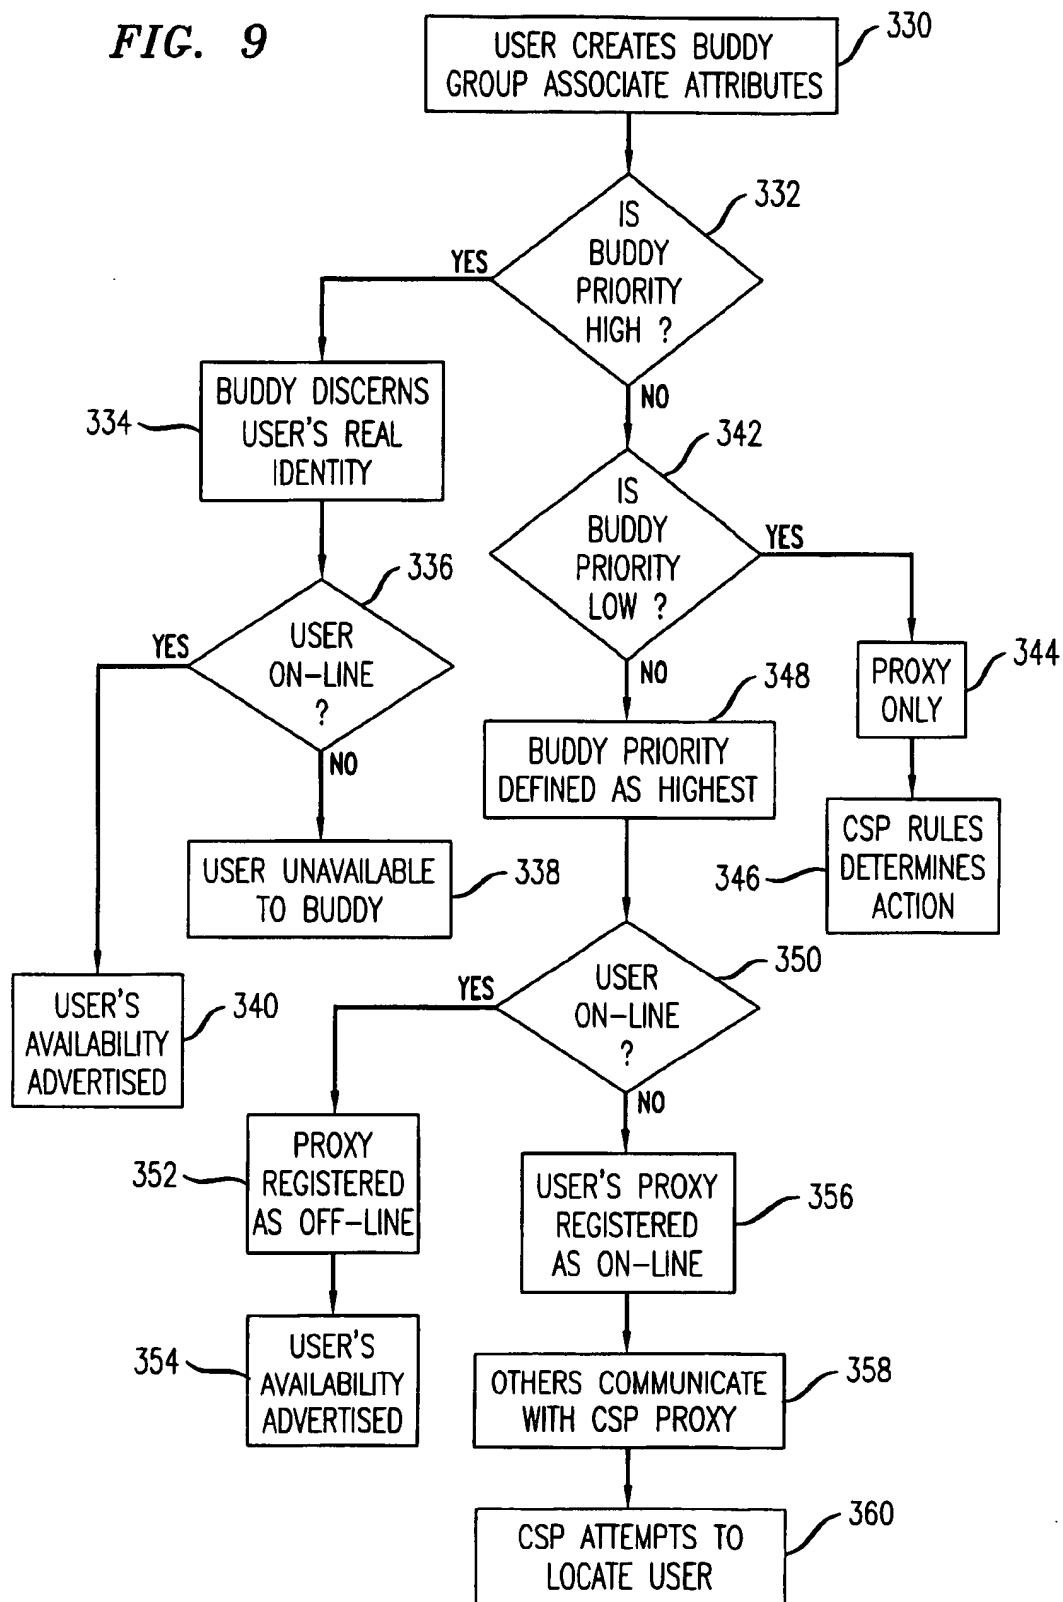 FIG. 9
330
USER CREATES BUDDY
GROUP ASSOCIATE ATTRIBUTES
332
IS
BUDDY
PRIORITY
HIGH ?
YES
NO
334
BUDDY DISCERNS
USER'S REAL
IDENTITY
342
IS
BUDDY
PRIORITY
LOW ?
YES
NO
336
USER
ON-LINE
?
YES
NO
344
PROXY
ONLY
348
BUDDY PRIORITY
DEFINED AS HIGHEST
346
CSP RULES
DETERMINES
ACTION
338
USER UNAVAILABLE
TO BUDDY
340
USER'S
AVAILABILITY
ADVERTISED
350
USER
ON-LINE
?
YES
NO
352
PROXY
REGISTERED
AS OFF-LINE
356
USER'S PROXY
REGISTERED
AS ON-LINE
354
USER'S
AVAILABILITY
ADVERTISED
358
OTHERS COMMUNICATE
WITH CSP PROXY
360
CSP ATTEMPTS TO
LOCATE USER